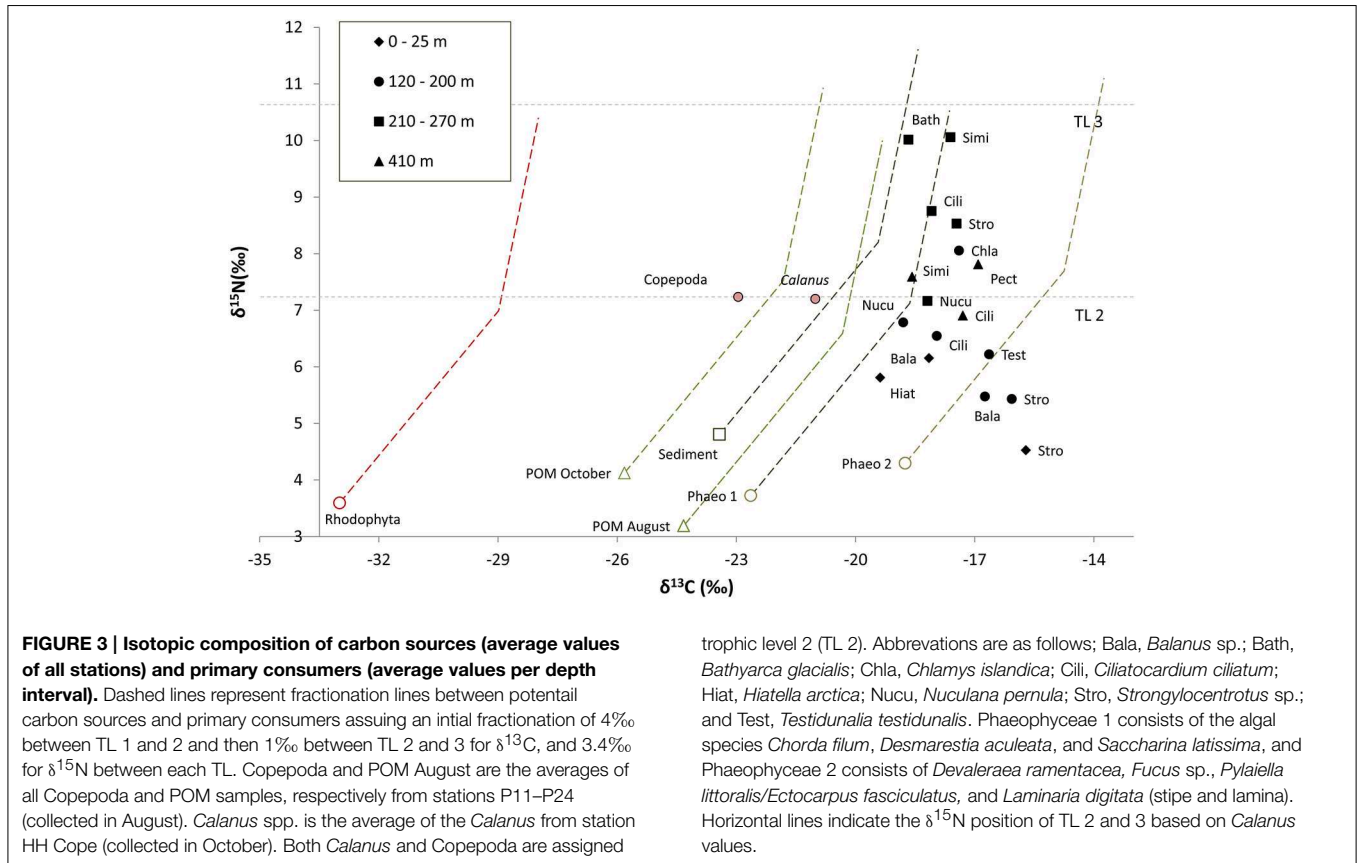 12
11
10
9
8
7
6
5
4
3
δ15N(‰)
0 - 25 m
120 - 200 m
210 - 270 m
410 m
TL 3
Bath
Simi
Cili
Stro
Chla
Pect
Copepoda
Calanus
Simi
Nucu
Nucu
Cili
TL 2
Cili
Bala
Test
Hiat
Bala
Stro
Stro
Sediment
POM October
Phaeo 2
Phaeo 1
Rhodophyta
POM August
-35 -32 -29 -26 -23 -20 -17 -14
δ13C (‰)
FIGURE 3 | Isotopic composition of carbon sources (average values
of all stations) and primary consumers (average values per depth
interval). Dashed lines represent fractionation lines between potentail
carbon sources and primary consumers assuing an intial fractionation of 4‰
between TL 1 and 2 and then 1‰ between TL 2 and 3 for δ13C, and 3.4‰
for δ15N between each TL. Copepoda and POM August are the averages of
all Copepoda and POM samples, respectively from stations P11–P24
(collected in August). Calanus spp. is the average of the Calanus from station
HH Cope (collected in October). Both Calanus and Copepoda are assigned
trophic level 2 (TL 2). Abbrevations are as follows; Bala, Balanus sp.; Bath,
Bathyarca glacialis; Chla, Chlamys islandica; Cili, Ciliatocardium ciliatum;
Hiat, Hiatella arctica; Nucu, Nuculana pernula; Stro, Strongylocentrotus sp.;
and Test, Testidunalia testidunalis. Phaeophyceae 1 consists of the algal
species Chorda filum, Desmarestia aculeata, and Saccharina latissima, and
Phaeophyceae 2 consists of Devaleraea ramentacea, Fucus sp., Pylaiella
littoralis/Ectocarpus fasciculatus, and Laminaria digitata (stipe and lamina).
Horizontal lines indicate the δ15N position of TL 2 and 3 based on Calanus
values.